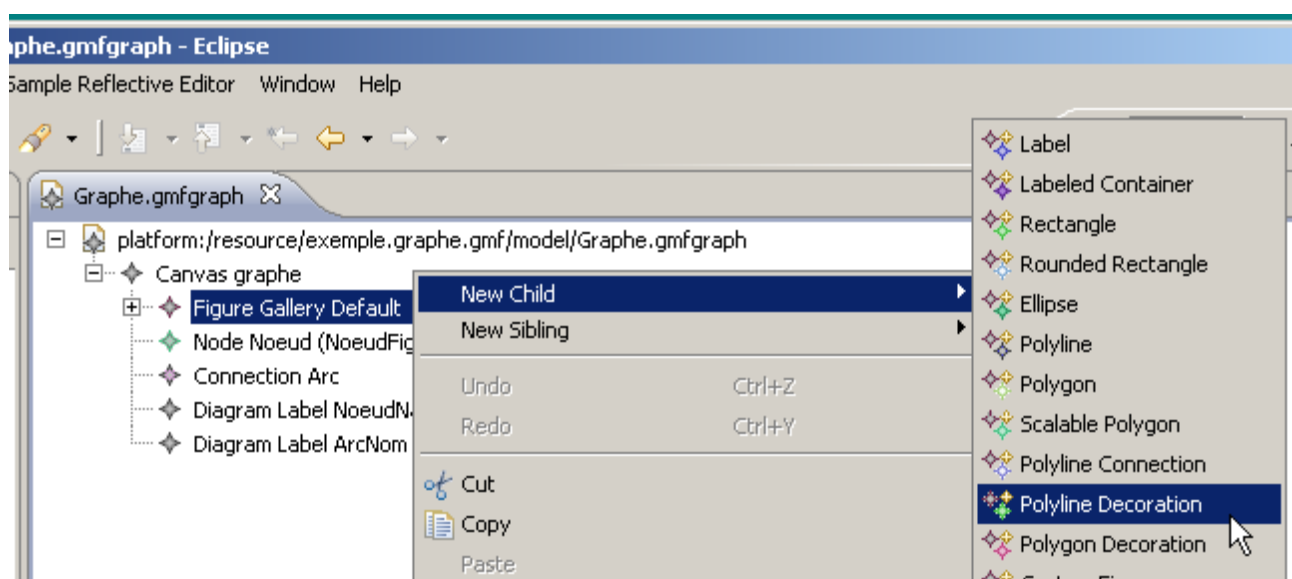 aphe.gmfgraph - Eclipse
Sample Reflective Editor Window Help
Graphe.gmfgraph
platform:/resource/exemple.graphe.gmf/model/Graphe.gmfgraph
Canvas graphe
Figure Gallery Default
Node Noeud (NoeudFig
Connection Arc
Diagram Label NoeudN
Diagram Label ArcNom
New Child
New Sibling
Undo Ctrl+Z
Redo Ctrl+Y
Cut
Copy
Paste
Label
Labeled Container
Rectangle
Rounded Rectangle
Ellipse
Polyline
Polygon
Scalable Polygon
Polyline Connection
Polyline Decoration
Polygon Decoration